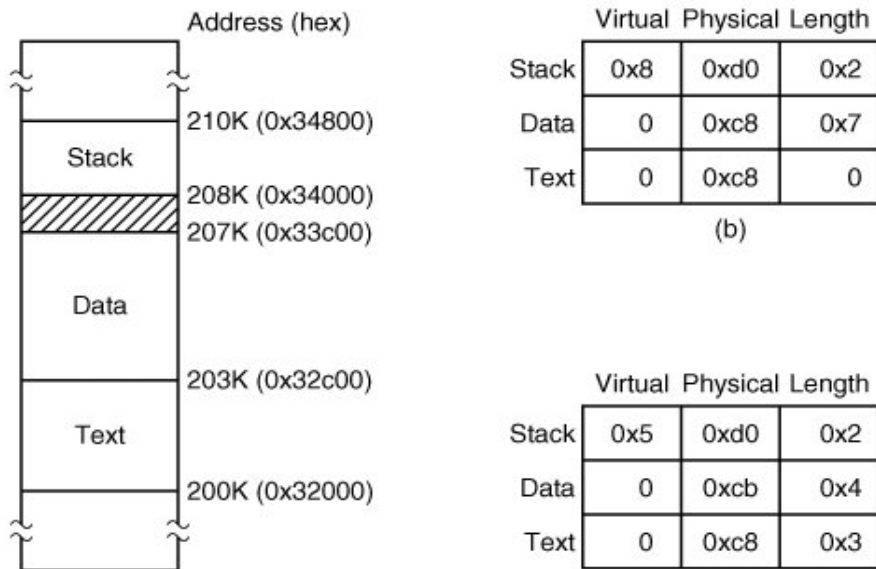 Address (hex)
210K (0x34800)
Stack
208K (0x34000)
207K (0x33c00)
Data
203K (0x32c00)
Text
200K (0x32000)
Virtual Physical Length
Stack 0x8 0xd0 0x2
Data 0 0xc8 0x7
Text 0 0xc8 0
(b)
Virtual Physical Length
Stack 0x5 0xd0 0x2
Data 0 0xcb 0x4
Text 0 0xc8 0x3